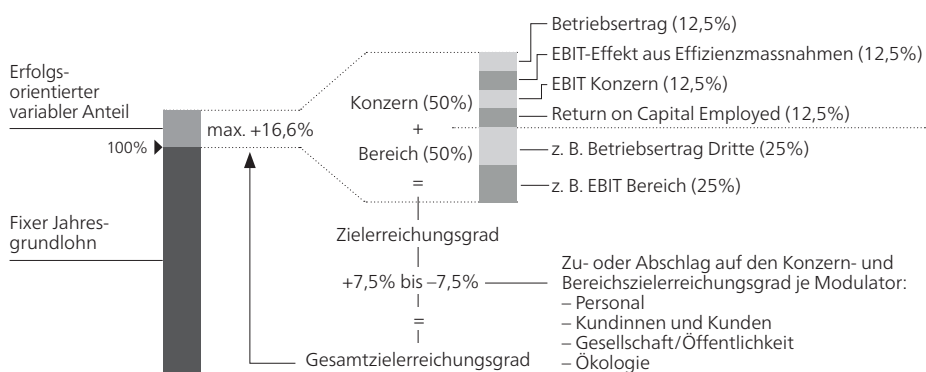 Erfolgs-
orientierter
variabler Anteil
100%
Fixer Jahres-
grundlohn
max. +16,6%
Konzern (50%)
+
Bereich (50%)
=
Zielerreichungsgrad
+7,5% bis –7,5%
=
Gesamtzielerreichungsgrad
Betriebsertrag (12,5%)
EBIT-Effekt aus Effizienzmassnahmen (12,5%)
EBIT Konzern (12,5%)
Return on Capital Employed (12,5%)
z. B. Betriebsertrag Dritte (25%)
z. B. EBIT Bereich (25%)
Zu- oder Abschlag auf den Konzern- und
Bereichszielerreichungsgrad je Modulator:
– Personal
– Kundinnen und Kunden
– Gesellschaft/Öffentlichkeit
– Ökologie